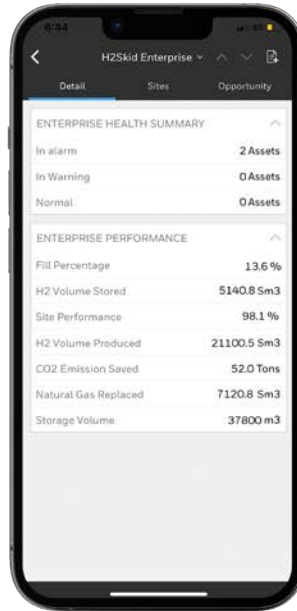 6:44
H2Skid Enterprise
Detail Sites Opportunity
ENTERPRISE HEALTH SUMMARY
In alarm 2 Assets
In Warning 0 Assets
Normal 0 Assets
ENTERPRISE PERFORMANCE
Fill Percentage 13.6 %
H2 Volume Stored 5140.8 Sm3
Site Performance 98.1 %
H2 Volume Produced 21100.5 Sm3
CO2 Emission Saved 52.0 Tons
Natural Gas Replaced 7120.8 Sm3
Storage Volume 37800 m3